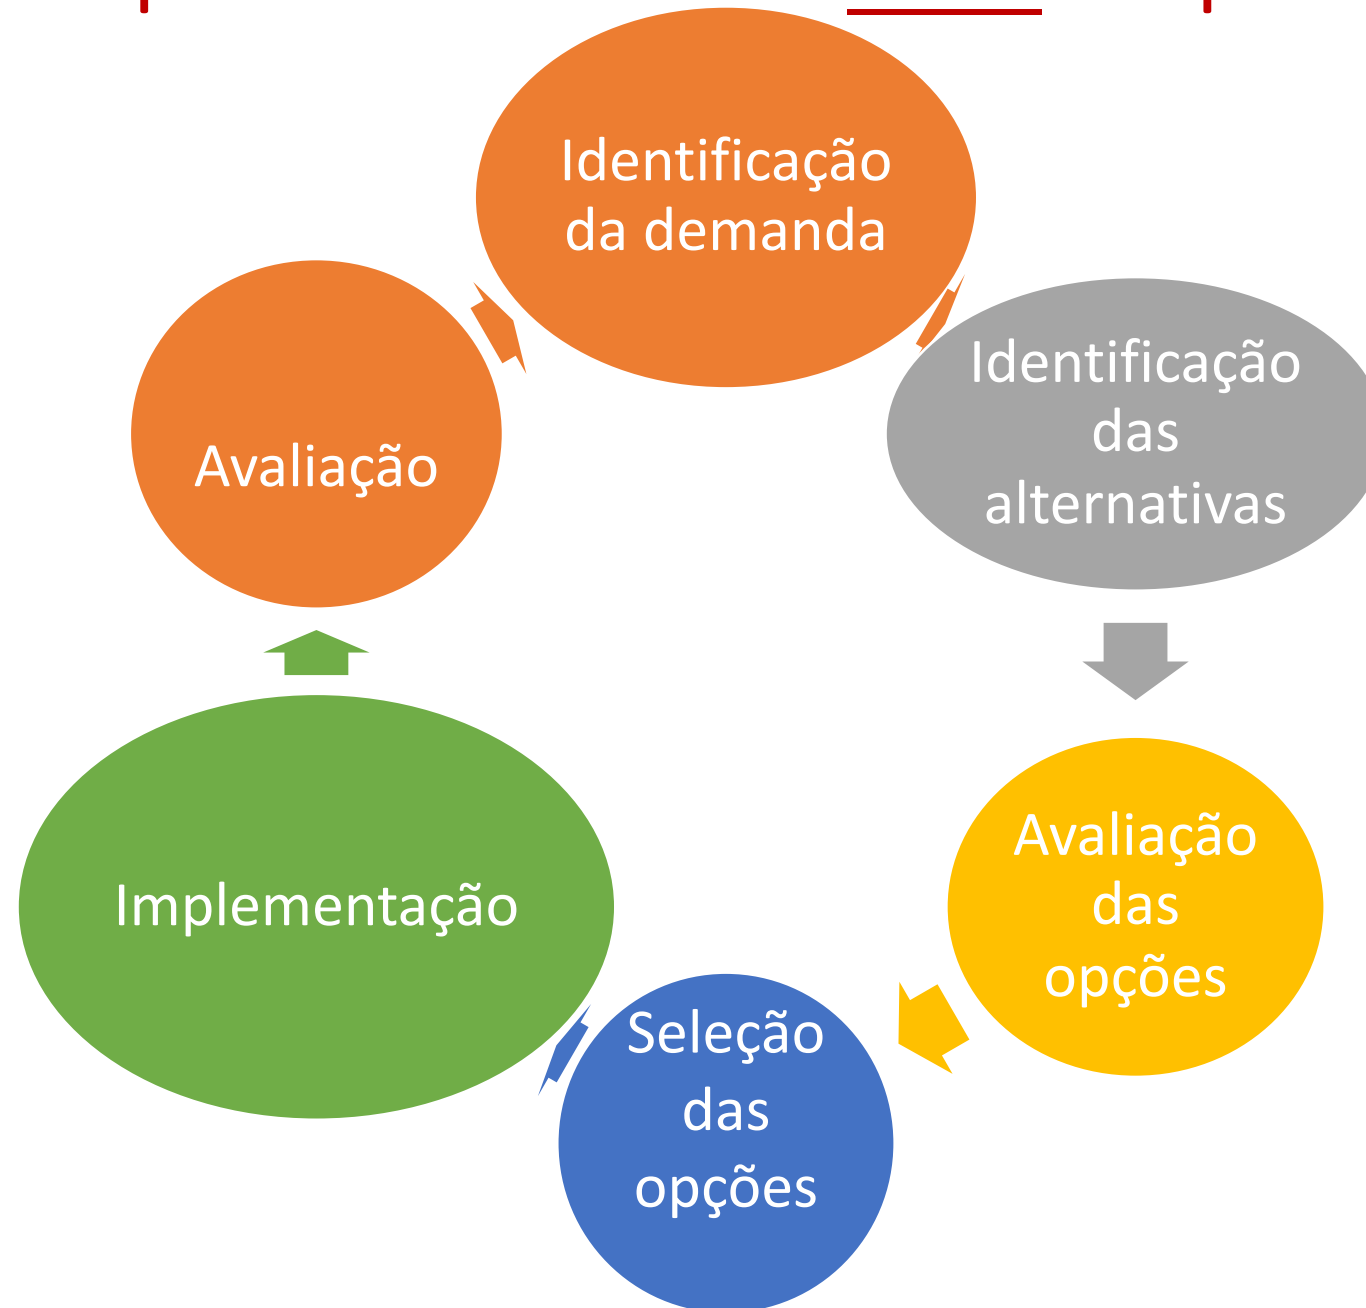 Identificação
da demanda
Identificação
das
alternativas
Avaliação
das
opções
Seleção
das
opções
Implementação
Avaliação